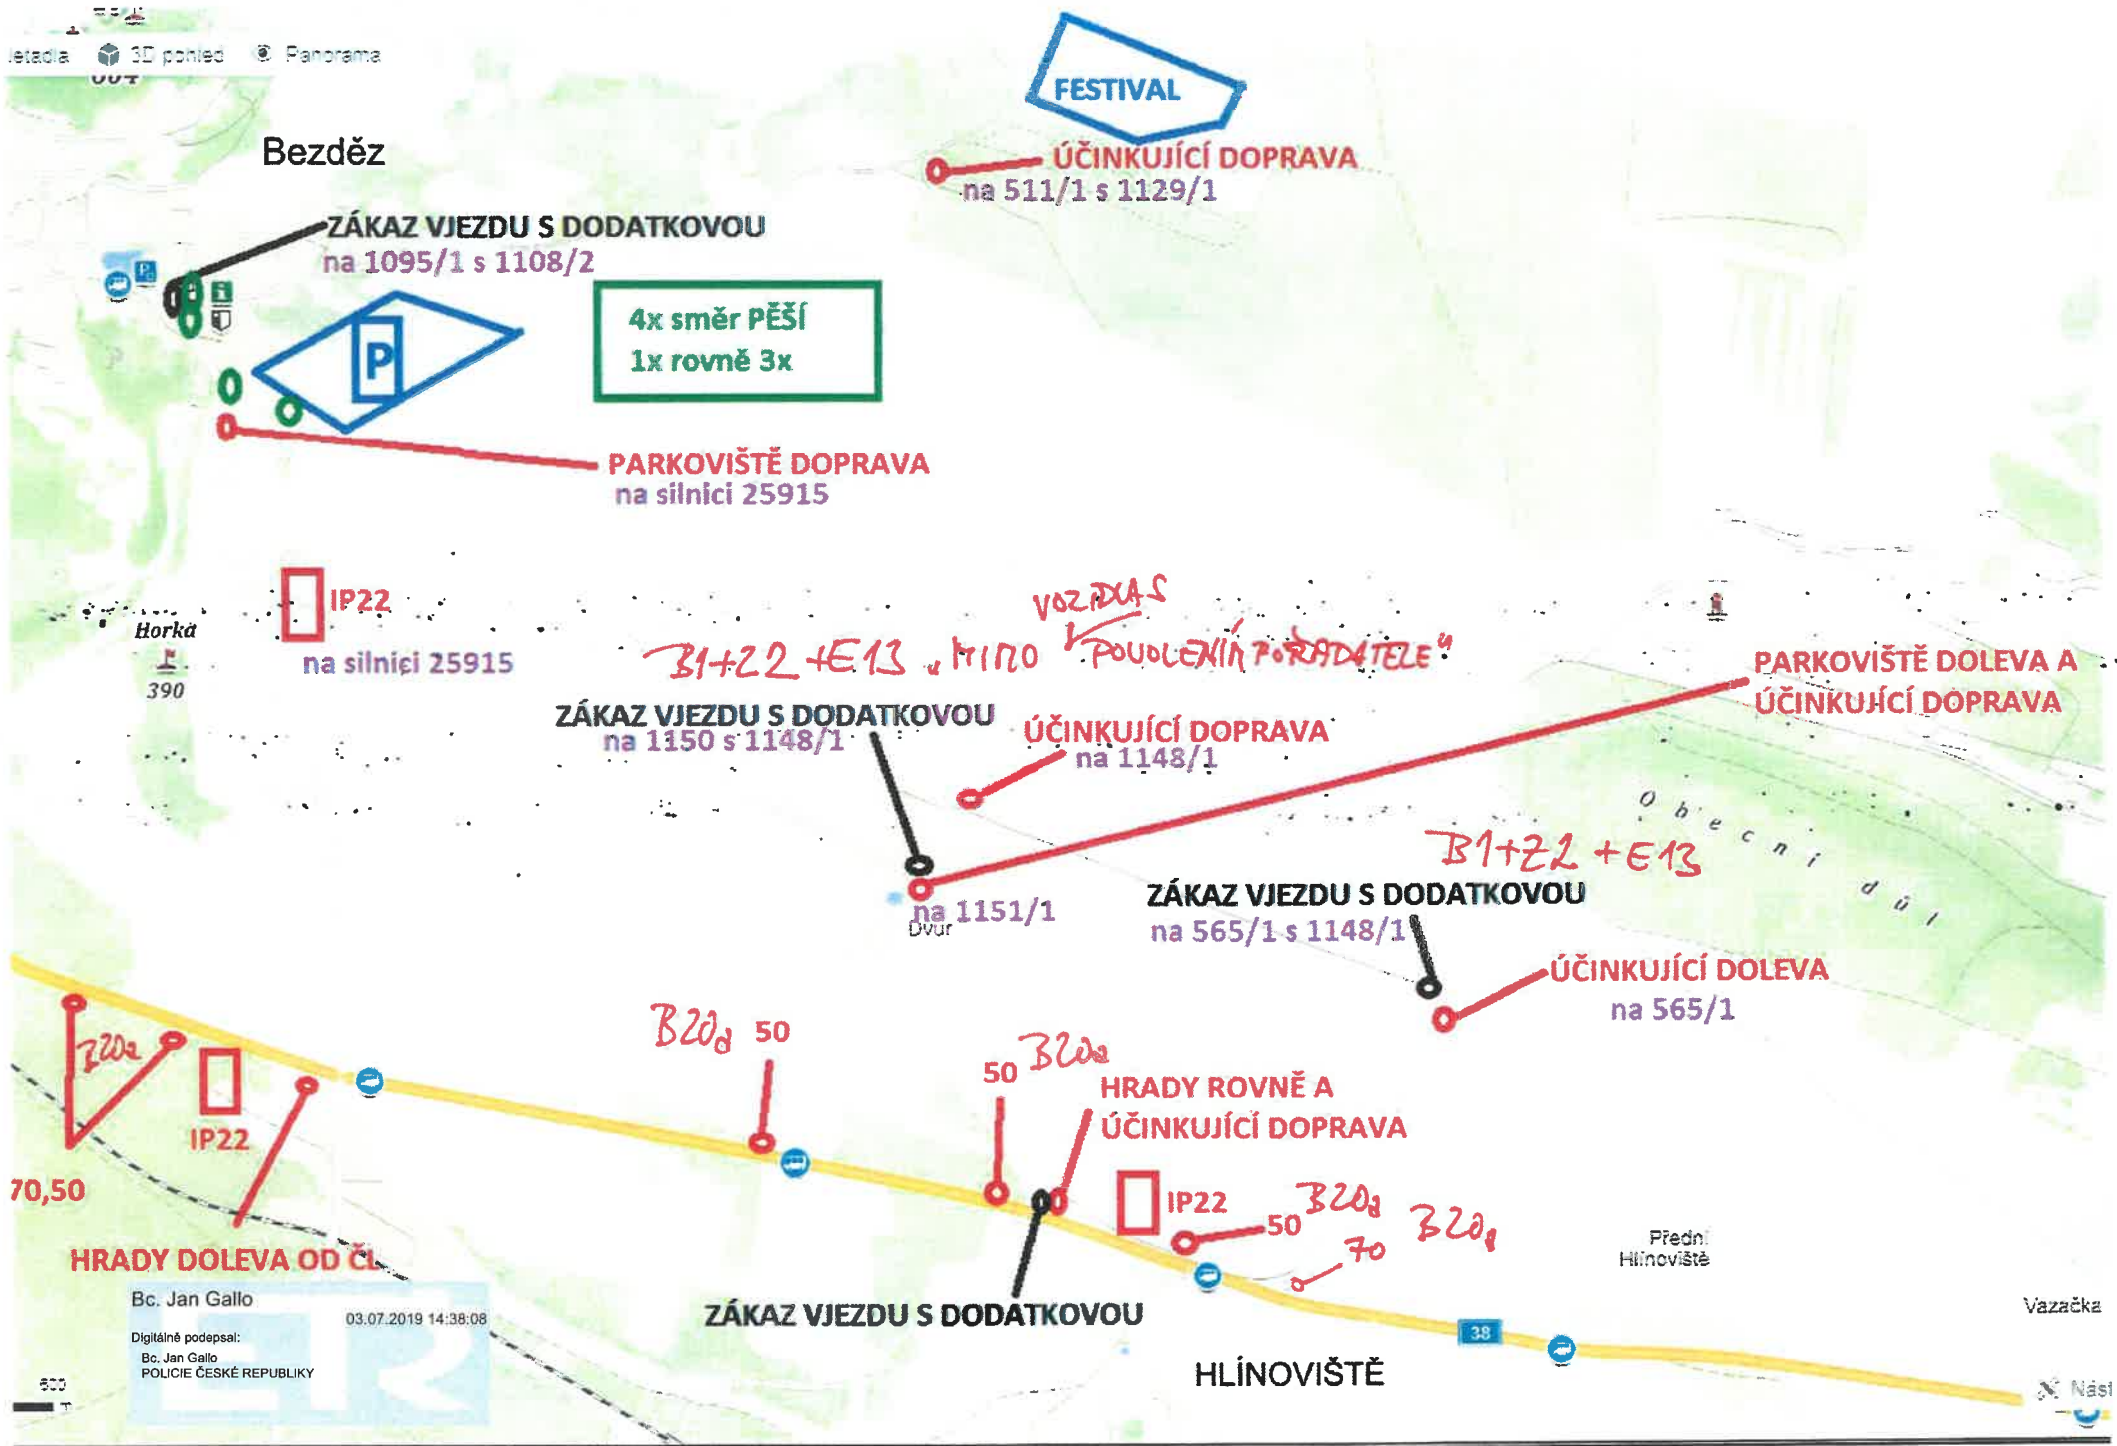 letadla 3D pohled Panorama
604
FESTIVAL
Bezděz
ÚČINKUJÍCÍ DOPRAVA
na 511/1 s 1129/1
ZÁKAZ VJEZDU S DODATKOVOU
na 1095/1 s 1108/2
P
4x směr PĚŠÍ
1x rovně 3x
P
PARKOVIŠTĚ DOPRAVA
na silnici 25915
IP22
na silnici 25915
Horka
390
VOZIDLA S
B1+Z2+E13 „MIMO POVOLENÍM POŘADATELE"
PARKOVIŠTĚ DOLEVA A
ÚČINKUJÍCÍ DOPRAVA
ZÁKAZ VJEZDU S DODATKOVOU
na 1150 s 1148/1
ÚČINKUJÍCÍ DOPRAVA
na 1148/1
Obecní důl
B1+Z2+E13
ZÁKAZ VJEZDU S DODATKOVOU
na 565/1 s 1148/1
na 1151/1
Dvůr
ÚČINKUJÍCÍ DOLEVA
na 565/1
B20a
B20a 50
50 B20a
HRADY ROVNĚ A
ÚČINKUJÍCÍ DOPRAVA
IP22
IP22
70,50
50 B20a
70 B20a
HRADY DOLEVA OD ČL
Přední
Hlínoviště
Vazačka
ZÁKAZ VJEZDU S DODATKOVOU
38
HLÍNOVIŠTĚ
Bc. Jan Gallo
03.07.2019 14:38:08
Digitálně podepsal:
Bc. Jan Gallo
POLICIE ČESKÉ REPUBLIKY
ETR
Nást